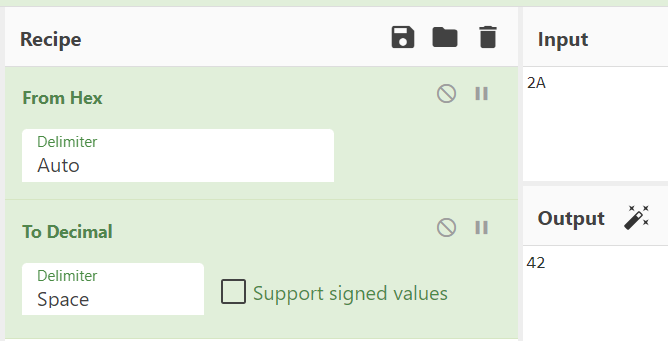 Recipe
From Hex
Delimiter
Auto
To Decimal
Delimiter
Space
Support signed values
Input
2A
Output
42